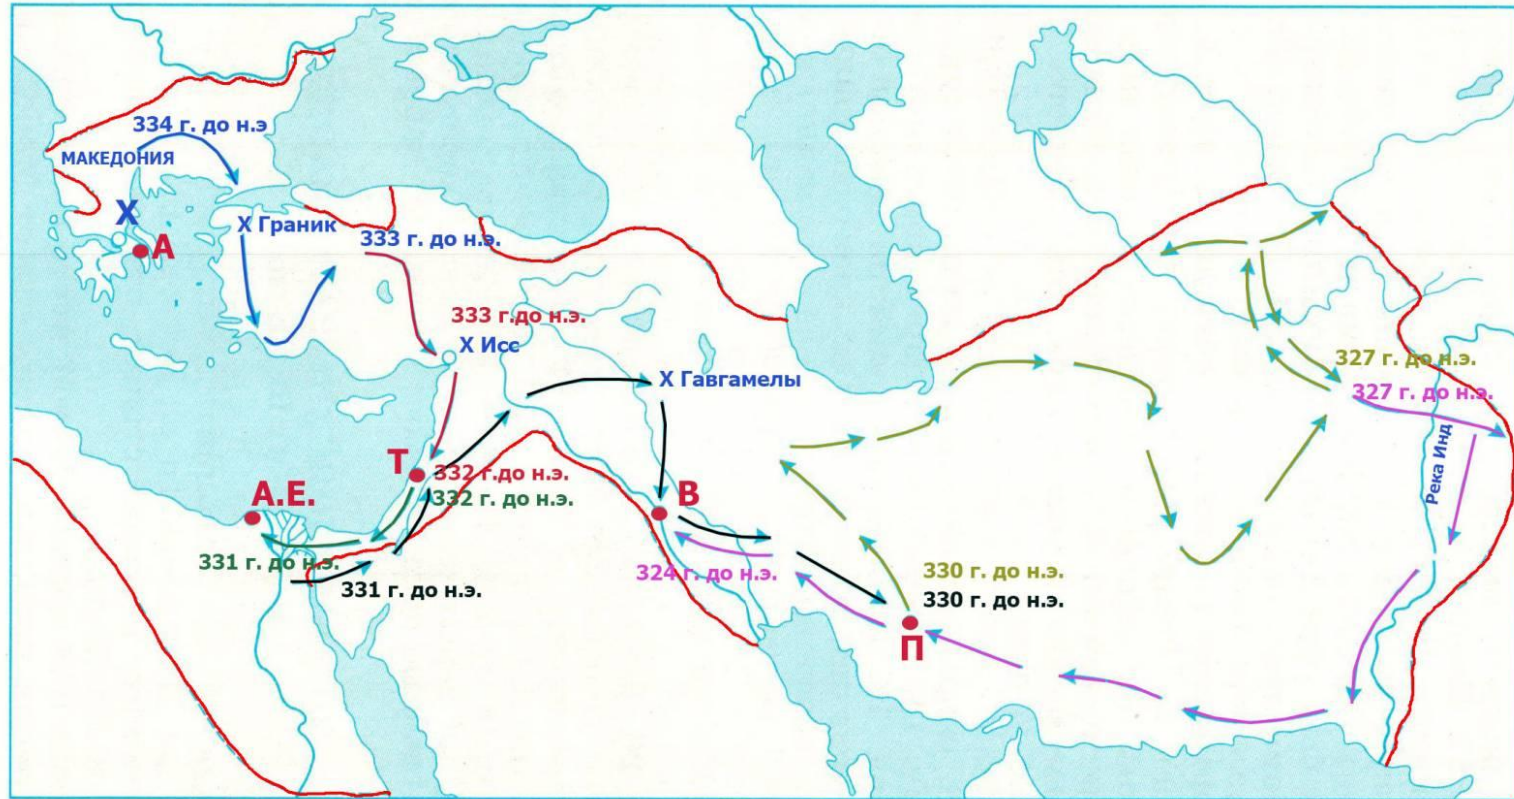 334 г. до н.э
МАКЕДОНИЯ
Х
А
Х Граник
333 г. до н.э.
333 г.до н.э.
Х Исс
Х Гавгамелы
327 г. до н.э.
327 г. до н.э.
Река Инд
Т
332 г.до н.э.
332 г. до н.э.
А.Е.
В
331 г. до н.э.
331 г. до н.э.
324 г. до н.э.
330 г. до н.э.
330 г. до н.э.
П